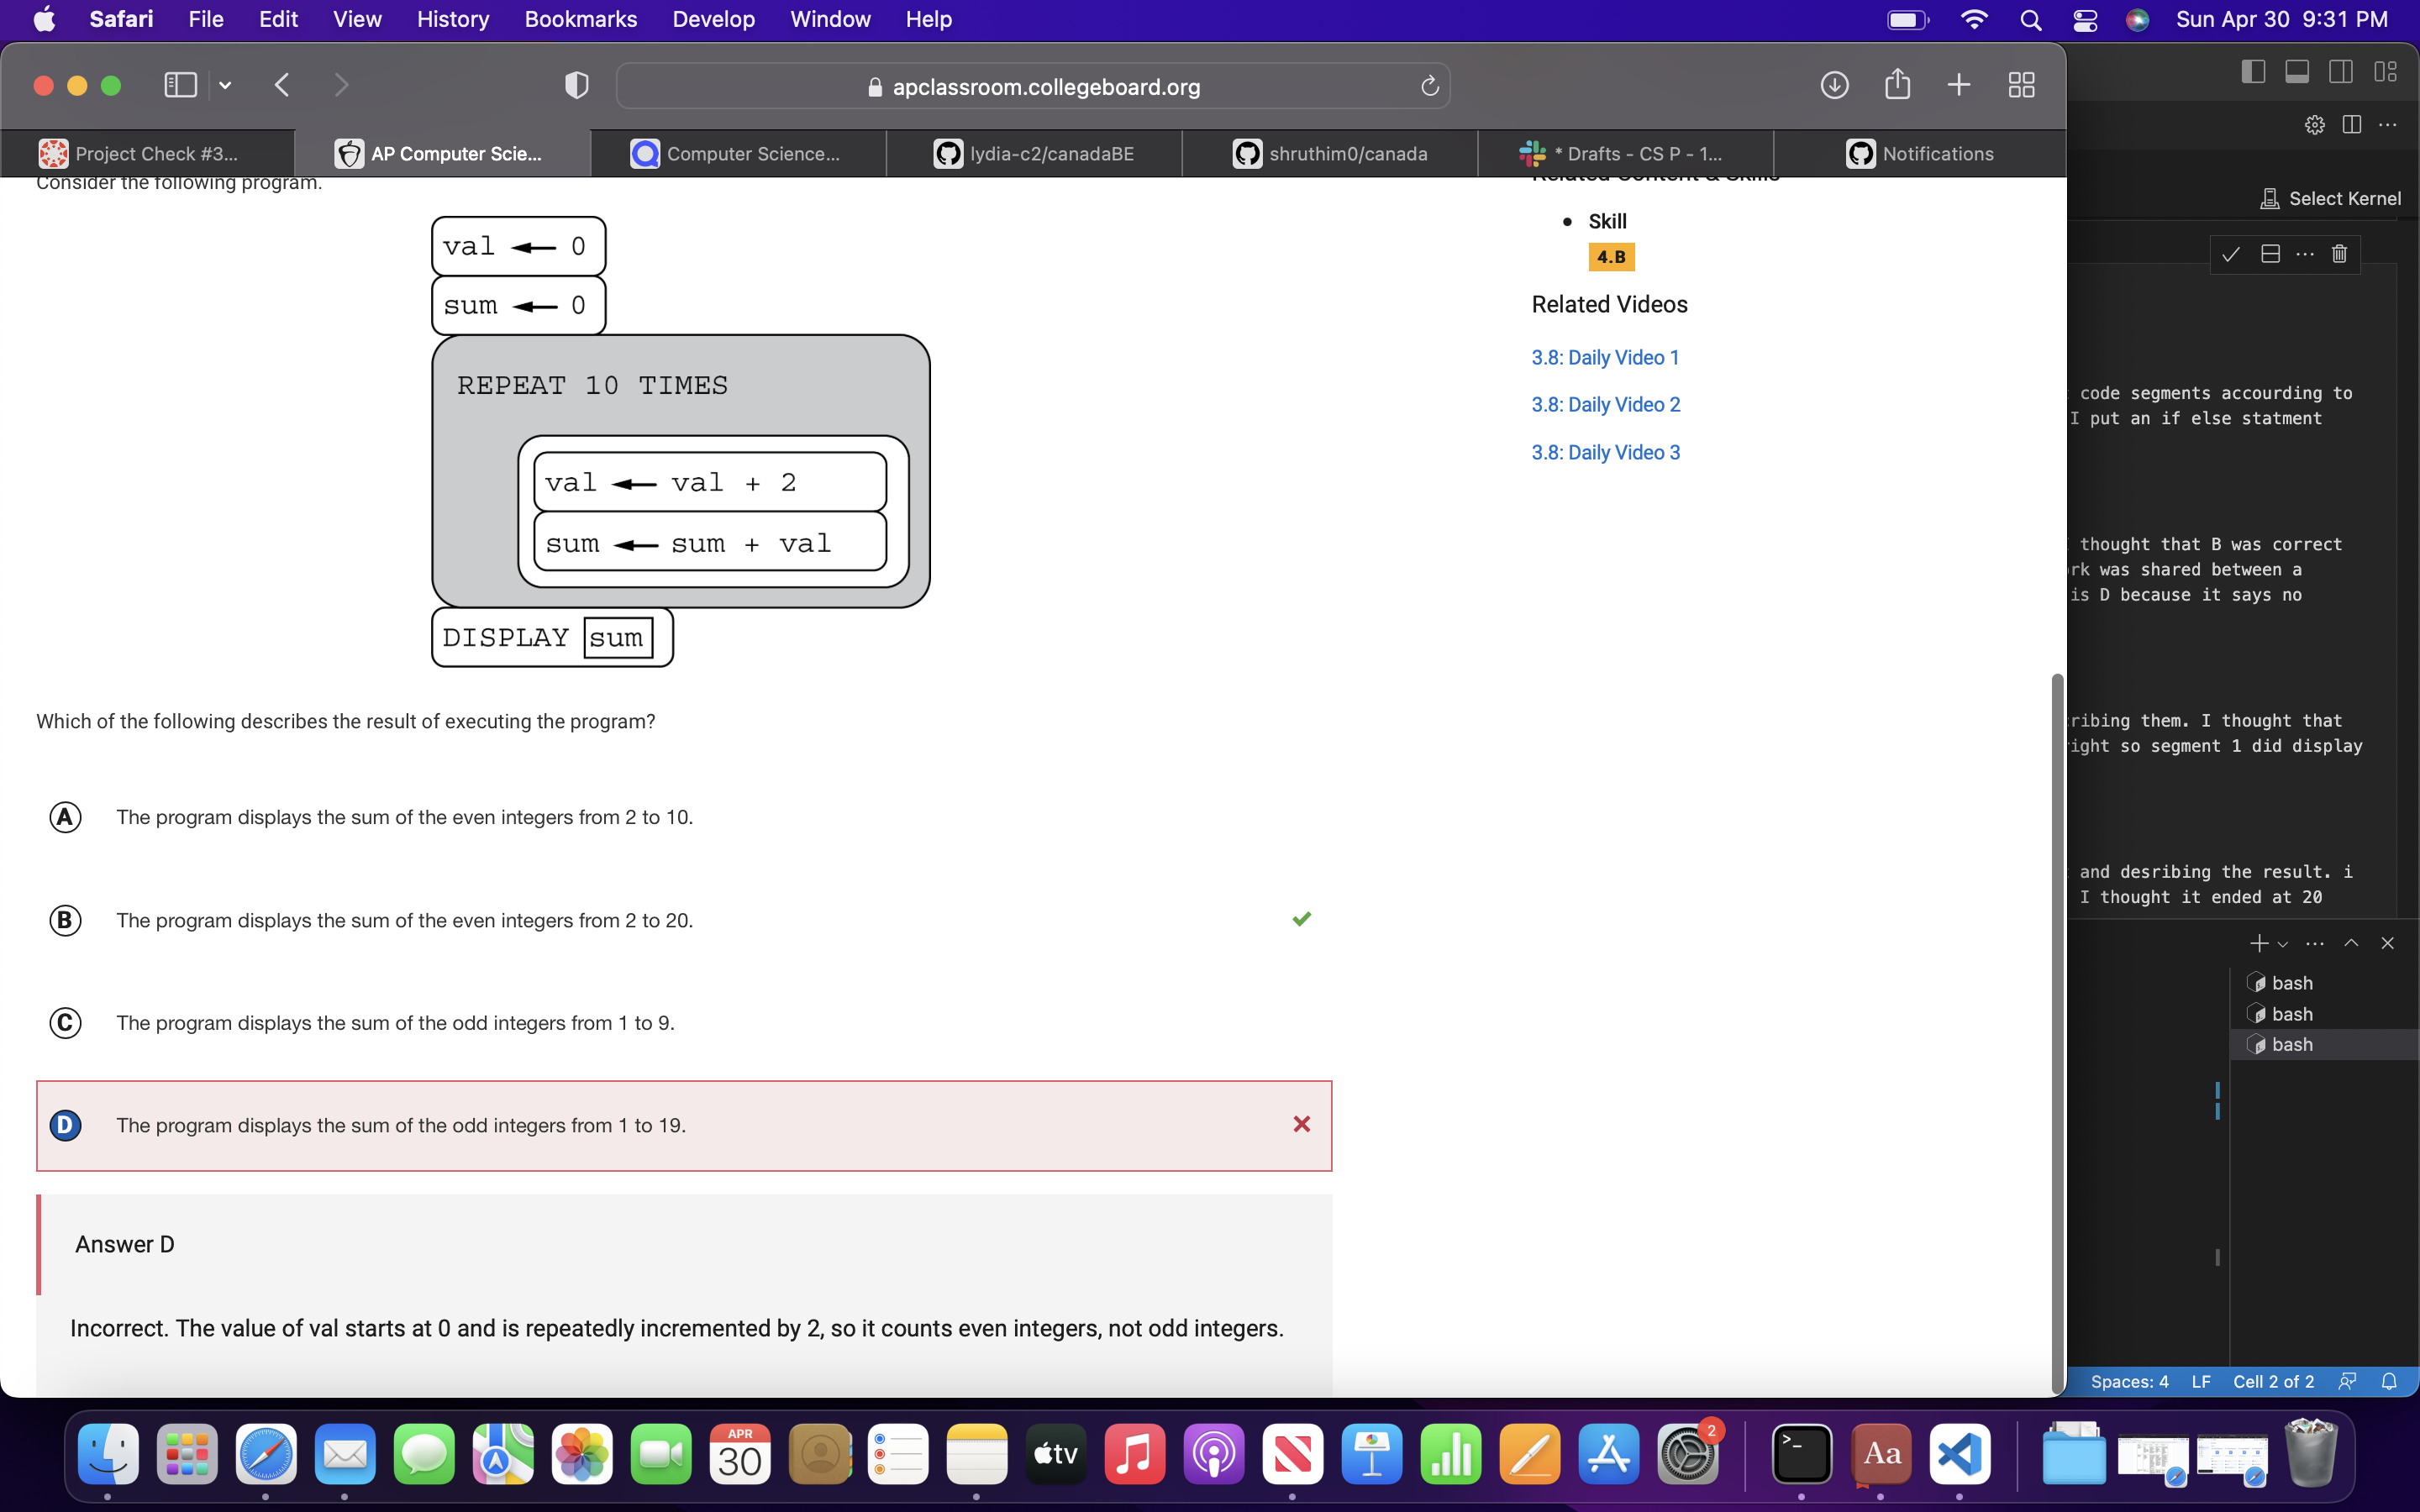 Safari File Edit View History Bookmarks Develop Window Help Sun Apr 30 9:31 PM
apclassroom.collegeboard.org
Project Check #3... AP Computer Scie... Computer Science... lydia-c2/canadaBE shruthim0/canada * Drafts - CS P - 1... Notifications
Consider the following program.
Related Content & Skills
val ← 0
sum ← 0
REPEAT 10 TIMES
val ← val + 2
sum ← sum + val
DISPLAY sum
Which of the following describes the result of executing the program?
A The program displays the sum of the even integers from 2 to 10.
B The program displays the sum of the even integers from 2 to 20.
C The program displays the sum of the odd integers from 1 to 9.
D The program displays the sum of the odd integers from 1 to 19.
Answer D
Incorrect. The value of val starts at 0 and is repeatedly incremented by 2, so it counts even integers, not odd integers.
• Skill
4.B
Related Videos
3.8: Daily Video 1
3.8: Daily Video 2
3.8: Daily Video 3
Select Kernel
code segments accourding to
I put an if else statment
thought that B was correct
rk was shared between a
is D because it says no
ribing them. I thought that
ight so segment 1 did display
and desribing the result. i
I thought it ended at 20
bash
bash
bash
Spaces: 4 LF Cell 2 of 2
APR
30
tv
2
>_
Aa